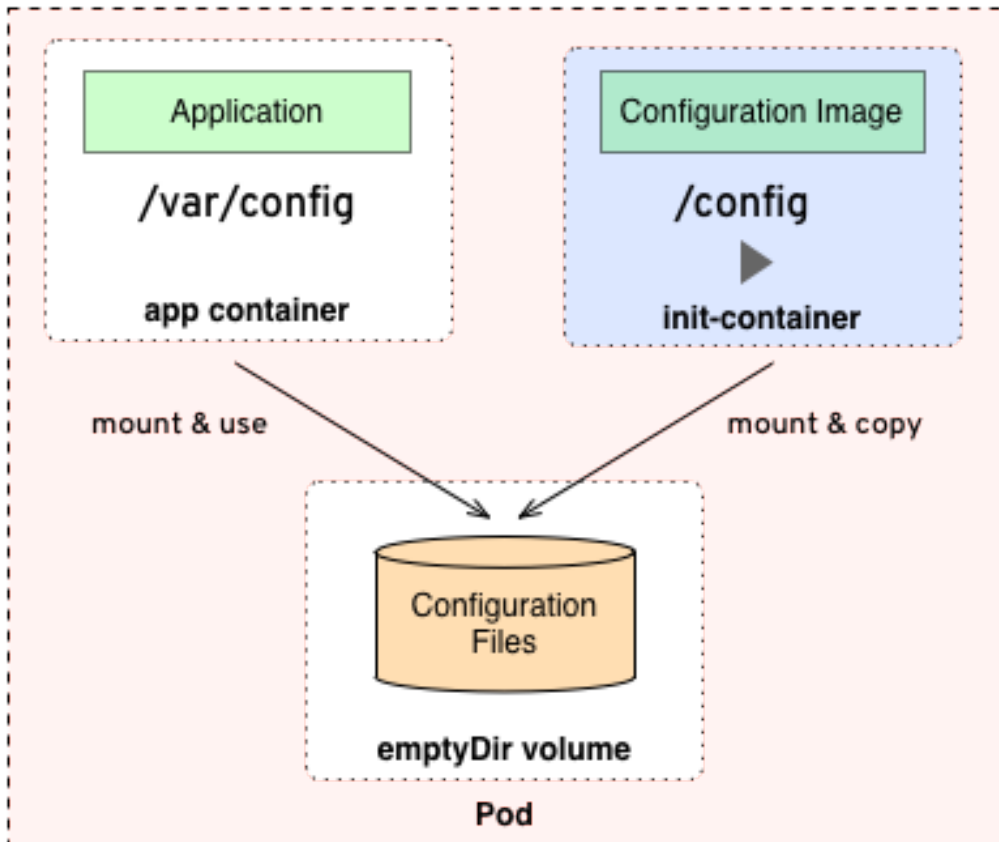 Application
/var/config
app container
Configuration Image
/config
init-container
mount & use
mount & copy
Configuration
Files
emptyDir volume
Pod